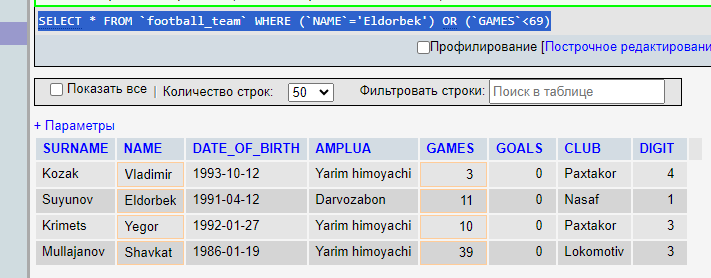 SELECT * FROM `football_team` WHERE (`NAME`='Eldorbek') OR (`GAMES`<69)
Профилирование [Построчное редактировани
Показать все | Количество строк: 50 Фильтровать строки: Поиск в таблице
+ Параметры
SURNAME NAME DATE_OF_BIRTH AMPLUA GAMES GOALS CLUB DIGIT
Kozak Vladimir 1993-10-12 Yarim himoyachi 3 0 Paxtakor 4
Suyunov Eldorbek 1991-04-12 Darvozabon 11 0 Nasaf 1
Krimets Yegor 1992-01-27 Yarim himoyachi 10 0 Paxtakor 3
Mullajanov Shavkat 1986-01-19 Yarim himoyachi 39 0 Lokomotiv 3